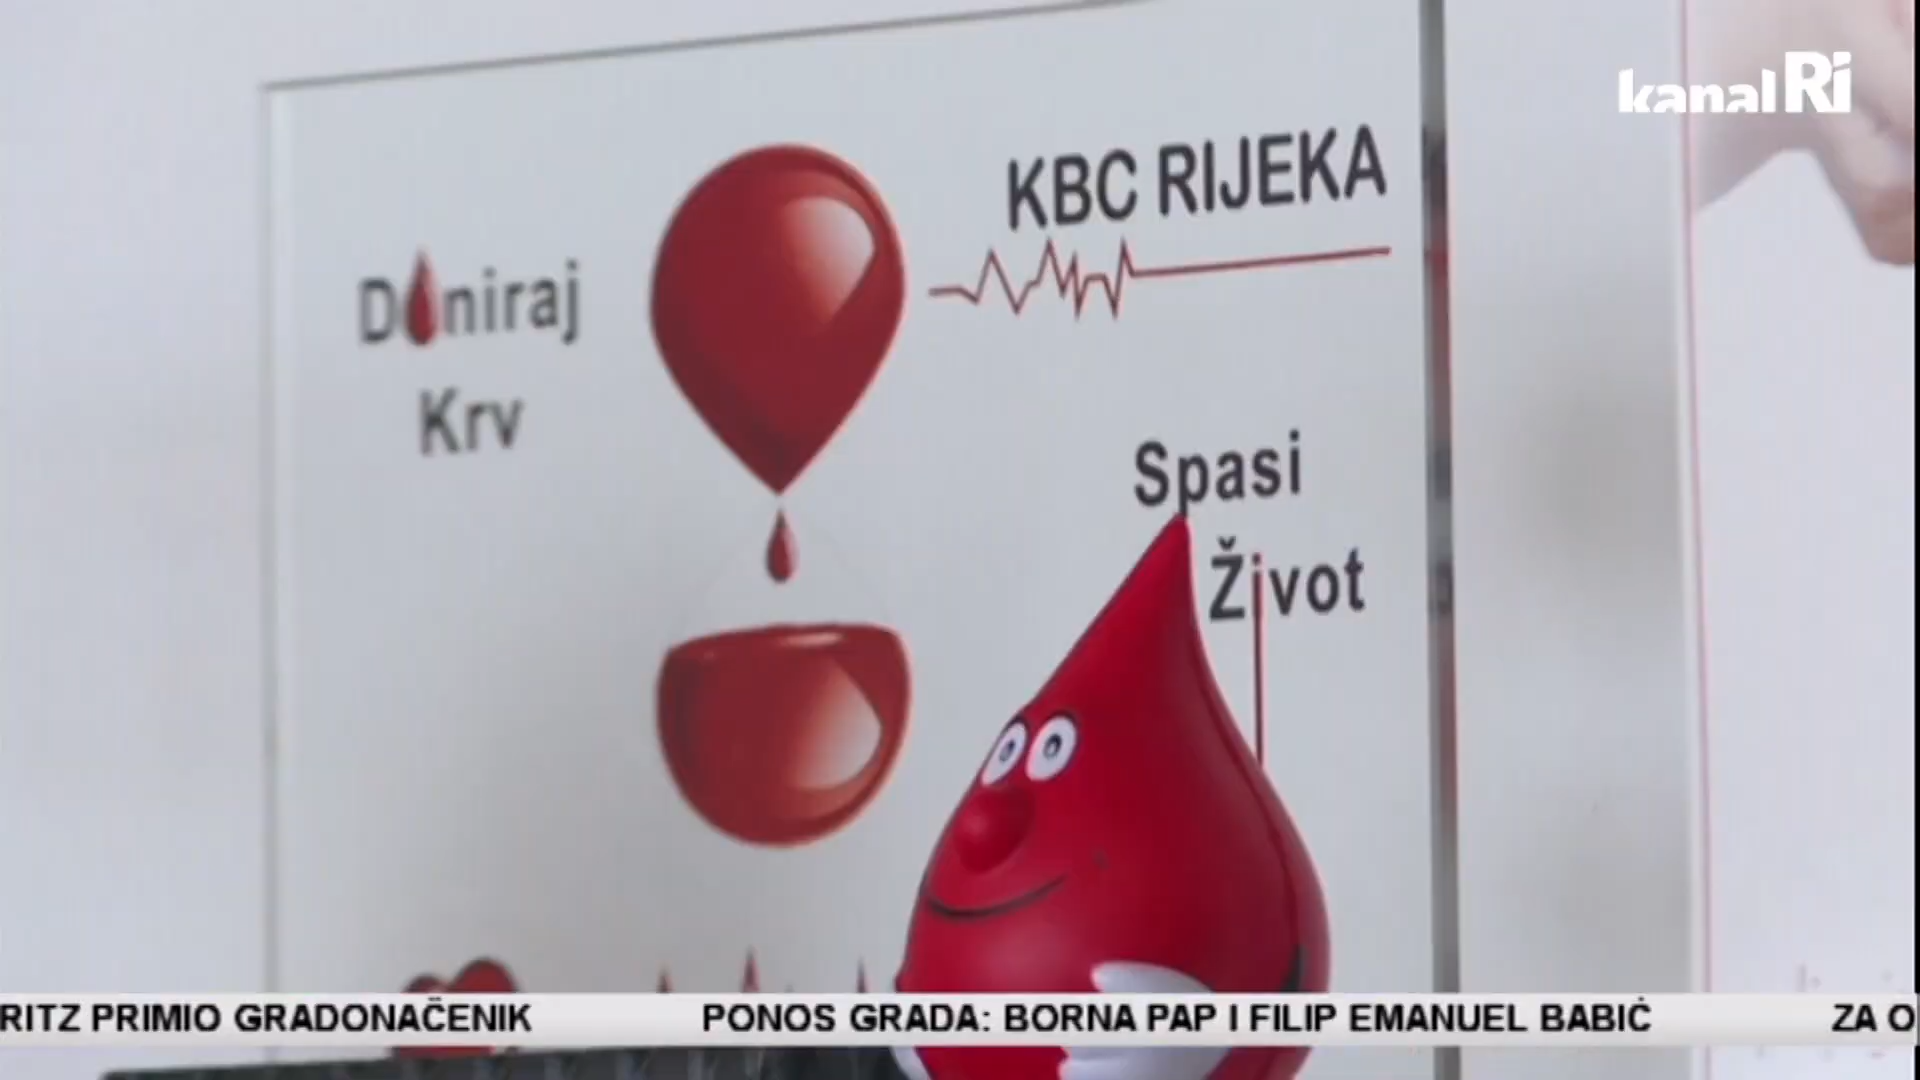 kanal Ri
KBC RIJEKA
Doniraj
Krv
Spasi
Život
RITZ PRIMIO GRADONAČENIK PONOS GRADA: BORNA PAP I FILIP EMANUEL BABIĆ ZA O